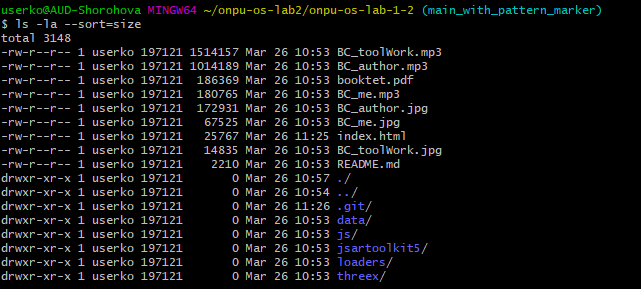 userko@AUD-Shorohova MINGW64 ~/onpu-os-lab2/onpu-os-lab-1-2 (main_with_pattern_marker)
$ ls -la --sort=size
total 3148
-rw-r--r-- 1 userko 197121 1514157 Mar 26 10:53 BC_toolWork.mp3
-rw-r--r-- 1 userko 197121 1014189 Mar 26 10:53 BC_author.mp3
-rw-r--r-- 1 userko 197121  186369 Mar 26 10:53 booktet.pdf
-rw-r--r-- 1 userko 197121  180765 Mar 26 10:53 BC_me.mp3
-rw-r--r-- 1 userko 197121  172931 Mar 26 10:53 BC_author.jpg
-rw-r--r-- 1 userko 197121   67525 Mar 26 10:53 BC_me.jpg
-rw-r--r-- 1 userko 197121   25767 Mar 26 11:25 index.html
-rw-r--r-- 1 userko 197121   14835 Mar 26 10:53 BC_toolWork.jpg
-rw-r--r-- 1 userko 197121    2210 Mar 26 10:53 README.md
drwxr-xr-x 1 userko 197121       0 Mar 26 10:57 ./
drwxr-xr-x 1 userko 197121       0 Mar 26 10:54 ../
drwxr-xr-x 1 userko 197121       0 Mar 26 11:26 .git/
drwxr-xr-x 1 userko 197121       0 Mar 26 10:53 data/
drwxr-xr-x 1 userko 197121       0 Mar 26 10:53 js/
drwxr-xr-x 1 userko 197121       0 Mar 26 10:53 jsartoolkit5/
drwxr-xr-x 1 userko 197121       0 Mar 26 10:53 loaders/
drwxr-xr-x 1 userko 197121       0 Mar 26 10:53 threex/